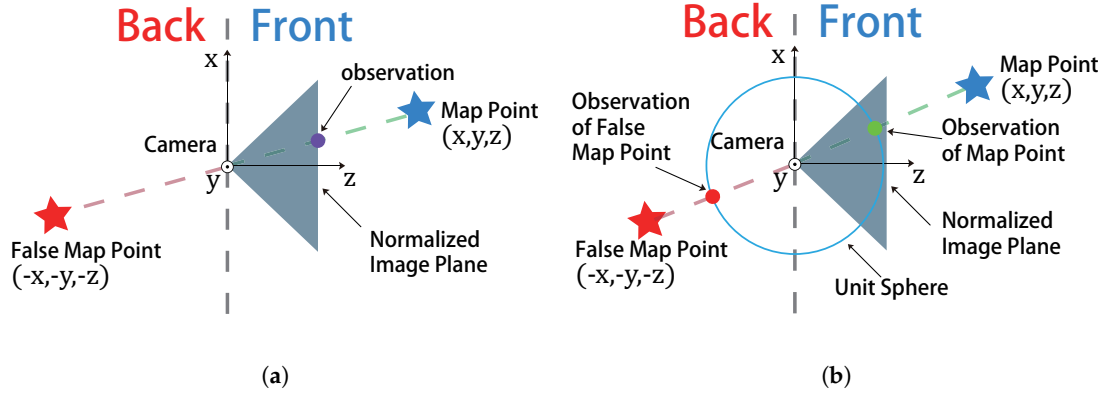 Back Front
x
observation
Map Point
(x,y,z)
Camera
y
z
False Map Point
(-x,-y,-z)
Normalized
Image Plane
(a)
Back Front
x
Map Point
(x,y,z)
Observation
of False
Map Point
Camera
Observation
of Map Point
y
z
False Map Point
(-x,-y,-z)
Normalized
Image Plane
Unit Sphere
(b)